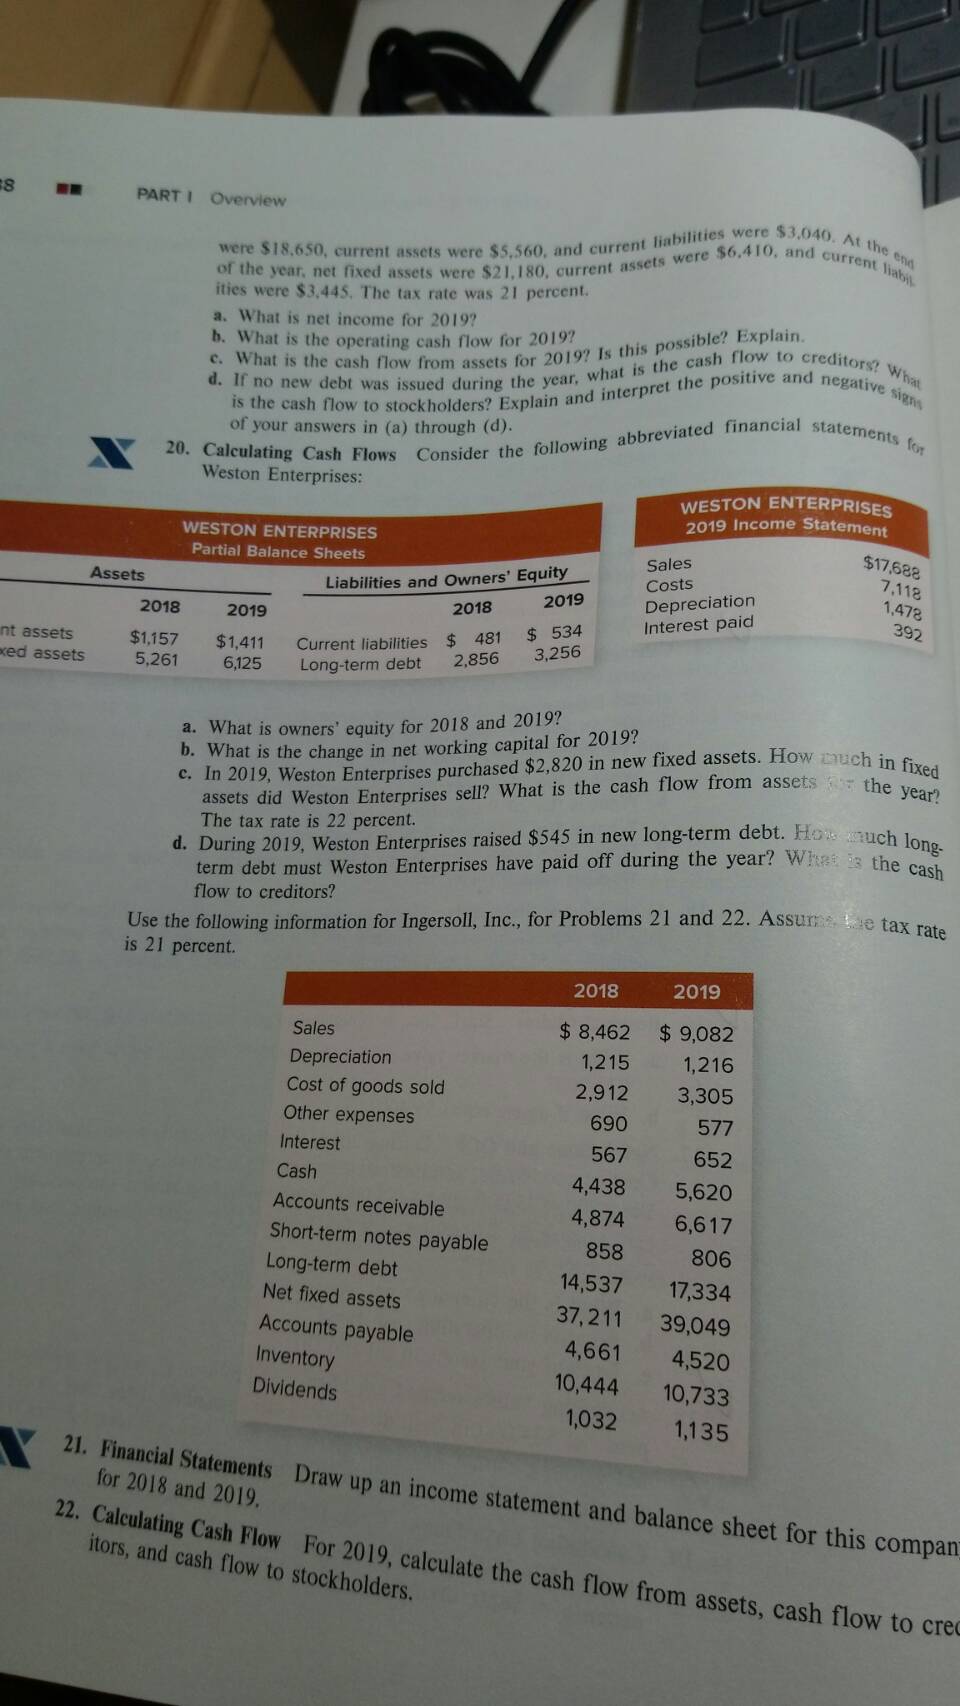 38 PART I Overview
were $18,650, current assets were $5,560, and current liabilities were $3,040. At the end
of the year, net fixed assets were $21,180, current assets were $6,410, and current liabil-
ities were $3,445. The tax rate was 21 percent.
a. What is net income for 2019?
b. What is the operating cash flow for 2019?
c. What is the cash flow from assets for 2019? Is this possible? Explain.
d. If no new debt was issued during the year, what is the cash flow to creditors? What
is the cash flow to stockholders? Explain and interpret the positive and negative signs
of your answers in (a) through (d).
20. Calculating Cash Flows Consider the following abbreviated financial statements for
Weston Enterprises:
WESTON ENTERPRISES
Partial Balance Sheets
Assets Liabilities and Owners' Equity
2018 2019 2018 2019
nt assets $1,157 $1,411 Current liabilities $ 481 $ 534
xed assets 5,261 6,125 Long-term debt 2,856 3,256
WESTON ENTERPRISES
2019 Income Statement
Sales $17,688
Costs 7,118
Depreciation 1,478
Interest paid 392
a. What is owners' equity for 2018 and 2019?
b. What is the change in net working capital for 2019?
c. In 2019, Weston Enterprises purchased $2,820 in new fixed assets. How much in fixed
assets did Weston Enterprises sell? What is the cash flow from assets for the year?
The tax rate is 22 percent.
d. During 2019, Weston Enterprises raised $545 in new long-term debt. How much long-
term debt must Weston Enterprises have paid off during the year? What is the cash
flow to creditors?
Use the following information for Ingersoll, Inc., for Problems 21 and 22. Assume the tax rate
is 21 percent.
2018 2019
Sales $ 8,462 $ 9,082
Depreciation 1,215 1,216
Cost of goods sold 2,912 3,305
Other expenses 690 577
Interest 567 652
Cash 4,438 5,620
Accounts receivable 4,874 6,617
Short-term notes payable 858 806
Long-term debt 14,537 17,334
Net fixed assets 37,211 39,049
Accounts payable 4,661 4,520
Inventory 10,444 10,733
Dividends 1,032 1,135
21. Financial Statements Draw up an income statement and balance sheet for this company
for 2018 and 2019.
22. Calculating Cash Flow For 2019, calculate the cash flow from assets, cash flow to cred
itors, and cash flow to stockholders.